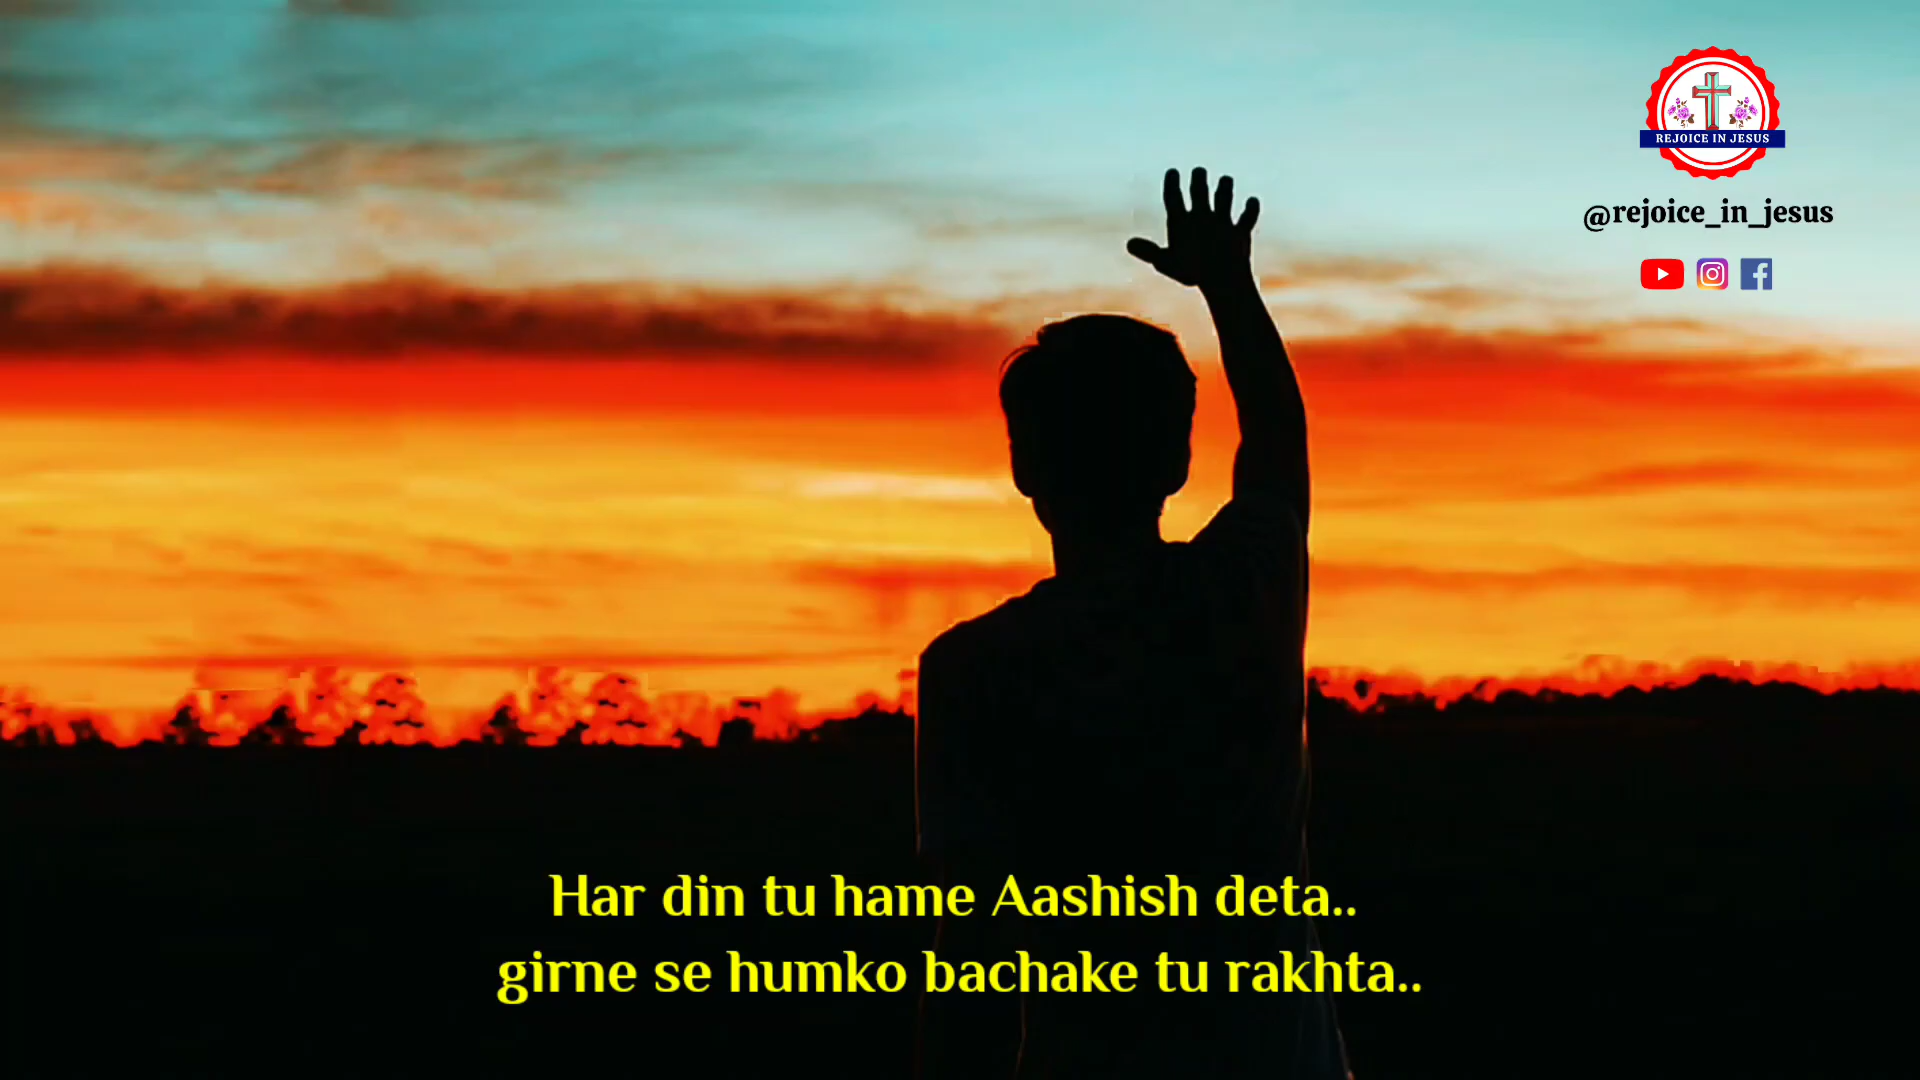 REJOICE IN JESUS
@rejoice_in_jesus
Har din tu hame Aashish deta..
girne se humko bachake tu rakhta..